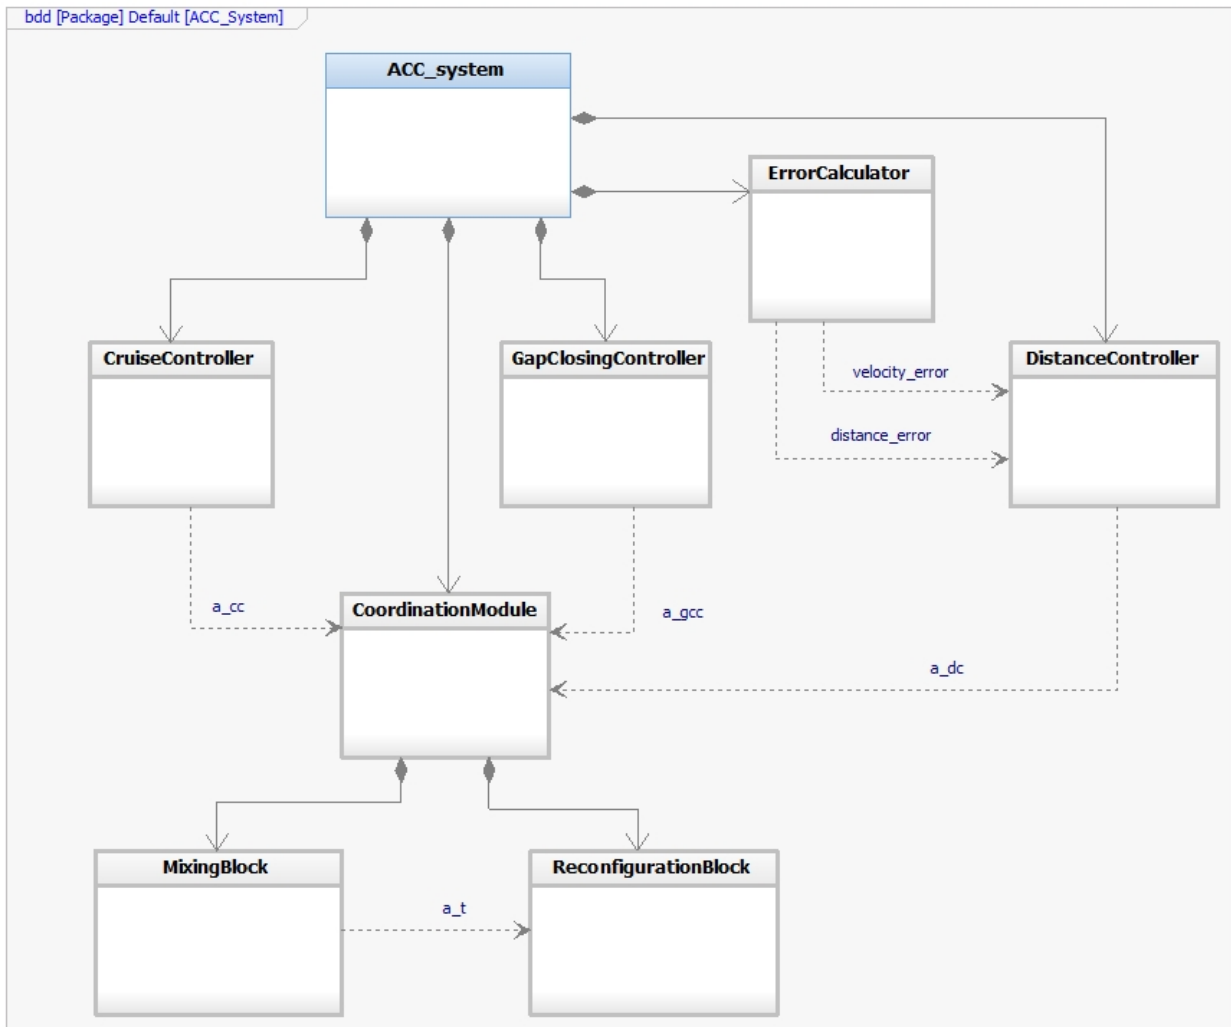 bdd [Package] Default [ACC_System]
ACC_system
ErrorCalculator
CruiseController
GapClosingController
DistanceController
velocity_error
distance_error
a_cc
CoordinationModule
a_gcc
a_dc
MixingBlock
ReconfigurationBlock
a_t